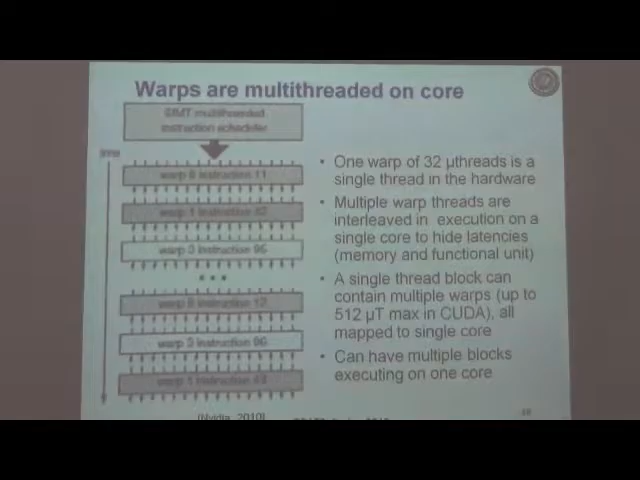 Warps are multithreaded on core
SIMT multithreaded
instruction scheduler
time
warp 8 instruction 11
warp 1 instruction 42
warp 3 instruction 95
• • •
warp 8 instruction 12
warp 3 instruction 96
warp 1 instruction 43
• One warp of 32 µthreads is a
single thread in the hardware
• Multiple warp threads are
interleaved in execution on a
single core to hide latencies
(memory and functional unit)
• A single thread block can
contain multiple warps (up to
512 µT max in CUDA), all
mapped to single core
• Can have multiple blocks
executing on one core
[Nvidia, 2010]